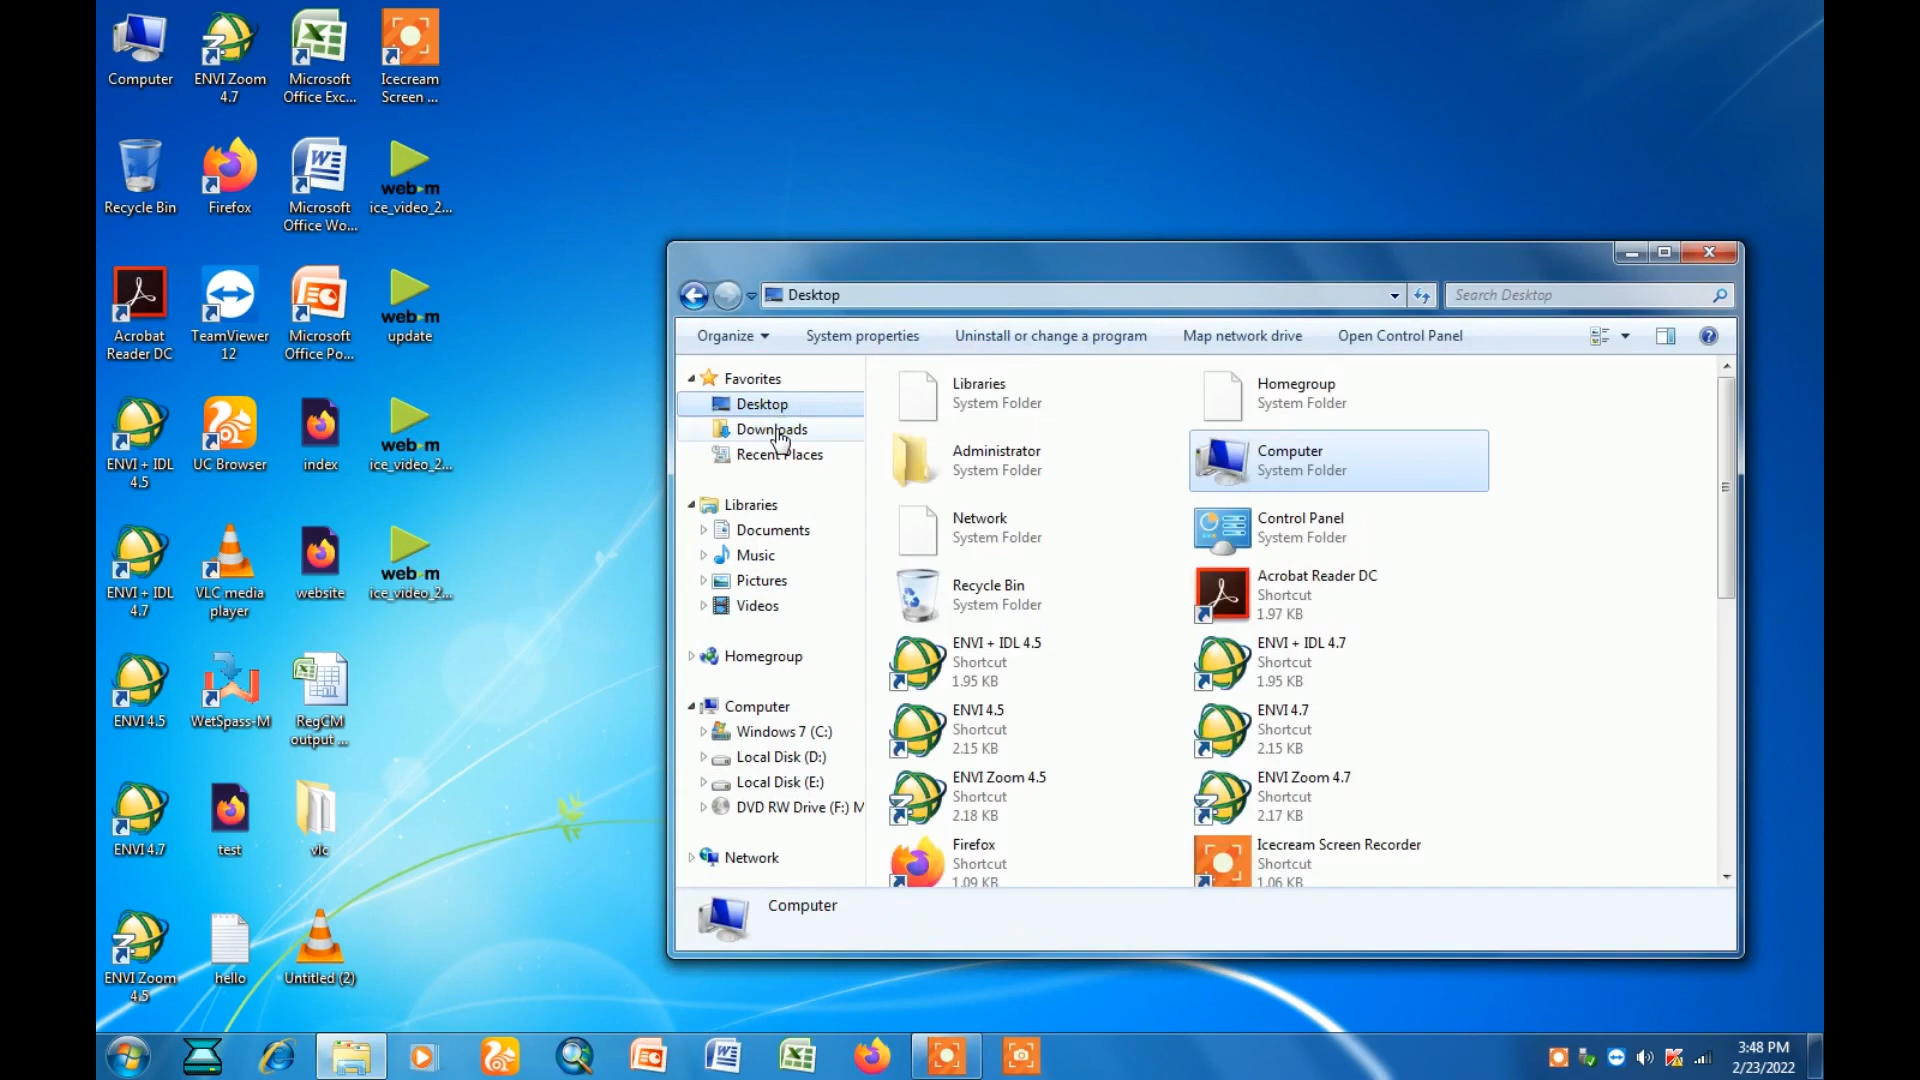 Computer
ENVI Zoom
4.7
Microsoft
Office Exc...
Icecream
Screen ...
Recycle Bin
Firefox
Microsoft
Office Wo...
web m
ice_video_2...
Acrobat
Reader DC
TeamViewer
12
Microsoft
Office Po...
web m
update
ENVI + IDL
4.5
UC Browser
index
web m
ice_video_2...
ENVI + IDL
4.7
VLC media
player
website
web m
ice_video_2...
ENVI 4.5
WetSpass-M
RegCM
output ...
ENVI 4.7
test
vlc
ENVI Zoom
4.5
hello
Untitled (2)
Desktop
Search Desktop
Organize
System properties
Uninstall or change a program
Map network drive
Open Control Panel
Favorites
Desktop
Downloads
Recent Places
Libraries
Documents
Music
Pictures
Videos
Homegroup
Computer
Windows 7 (C:)
Local Disk (D:)
Local Disk (E:)
DVD RW Drive (F:) M
Network
Libraries
System Folder
Homegroup
System Folder
Administrator
System Folder
Computer
System Folder
Network
System Folder
Control Panel
System Folder
Recycle Bin
System Folder
Acrobat Reader DC
Shortcut
1.97 KB
ENVI + IDL 4.5
Shortcut
1.95 KB
ENVI + IDL 4.7
Shortcut
1.95 KB
ENVI 4.5
Shortcut
2.15 KB
ENVI 4.7
Shortcut
2.15 KB
ENVI Zoom 4.5
Shortcut
2.18 KB
ENVI Zoom 4.7
Shortcut
2.17 KB
Firefox
Shortcut
1.09 KB
Icecream Screen Recorder
Shortcut
1.06 KB
Computer
3:48 PM
2/23/2022